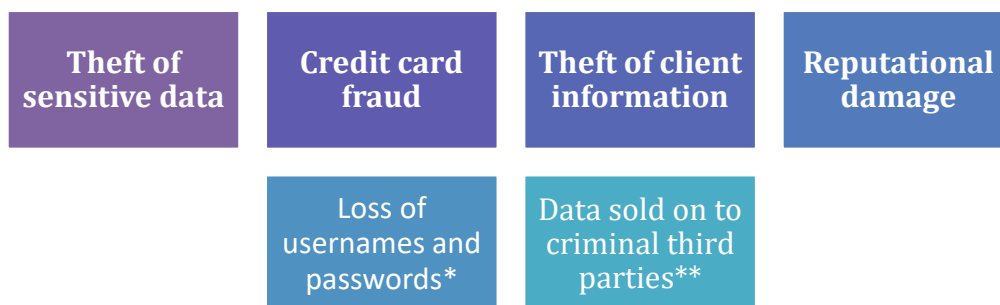 Theft of
sensitive data
Credit card
fraud
Theft of client
information
Reputational
damage
Loss of
usernames and
passwords*
Data sold on to
criminal third
parties**